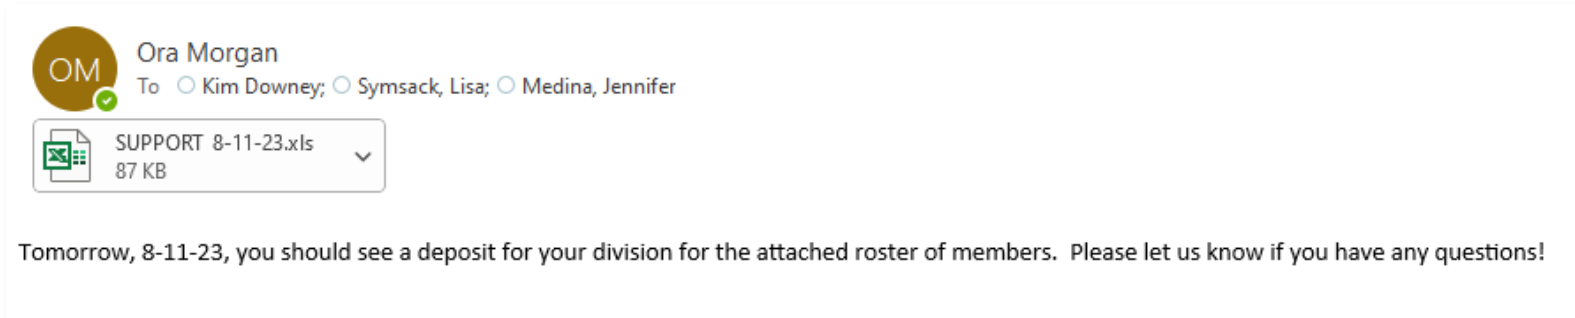 Ora Morgan
OM
To Kim Downey; Symsack, Lisa; Medina, Jennifer
SUPPORT 8-11-23.xls
87 KB
Tomorrow, 8-11-23, you should see a deposit for your division for the attached roster of members.  Please let us know if you have any questions!